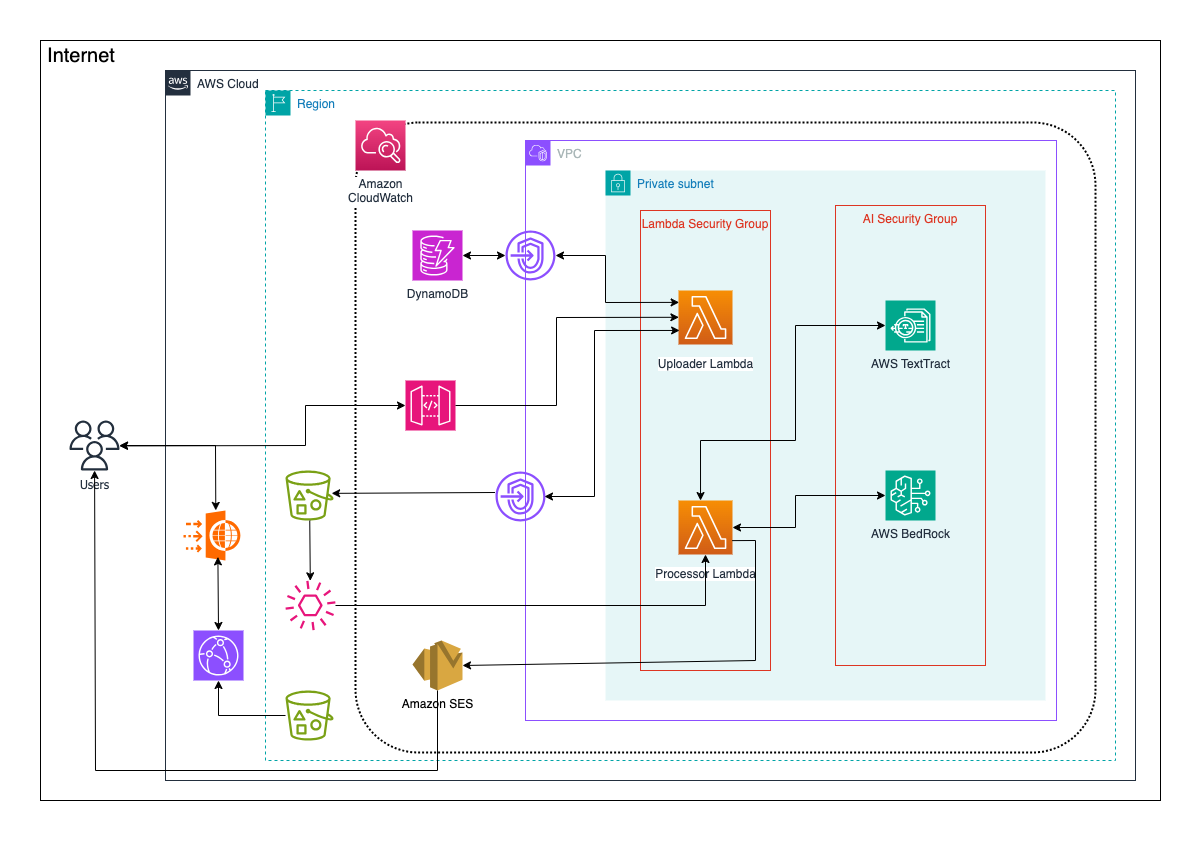 Internet
aws
AWS Cloud
Region
Amazon
CloudWatch
VPC
Private subnet
Lambda Security Group
AI Security Group
DynamoDB
Uploader Lambda
AWS TextTract
</>
Users
AWS BedRock
Processor Lambda
Amazon SES